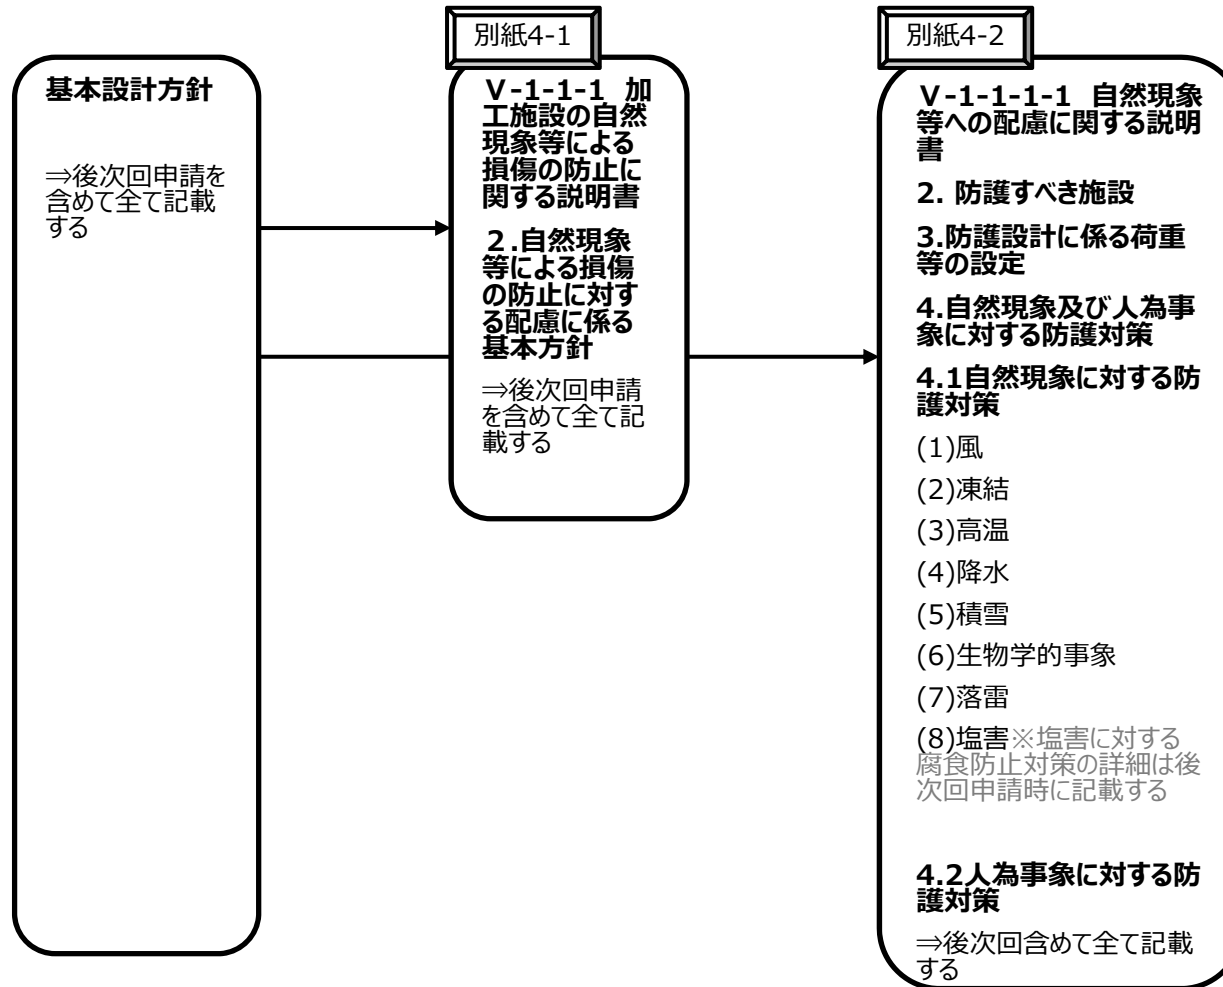 基本設計方針
⇒後次回申請を
含めて全て記載
する
別紙4-1
Ⅴ-1-1-1 加
工施設の自然
現象等による
損傷の防止に
関する説明書
２.自然現象
等による損傷
の防止に対す
る配慮に係る
基本方針
⇒後次回申請
を含めて全て記
載する
別紙4-2
Ⅴ-1-1-1-1 自然現象
等への配慮に関する説明
書
2. 防護すべき施設
3.防護設計に係る荷重
等の設定
4.自然現象及び人為事
象に対する防護対策
4.1自然現象に対する防
護対策
(1)風
(2)凍結
(3)高温
(4)降水
(5)積雪
(6)生物学的事象
(7)落雷
(8)塩害※塩害に対する
腐食防止対策の詳細は後
次回申請時に記載する
4.2人為事象に対する防
護対策
⇒後次回含めて全て記載
する